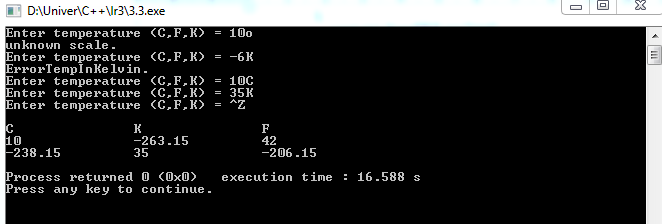 D:\Univer\C++\lr3\3.3.exe
Enter temperature (C,F,K) = 10o
unknown scale.
Enter temperature (C,F,K) = -6K
ErrorTempInKelvin.
Enter temperature (C,F,K) = 10C
Enter temperature (C,F,K) = 35K
Enter temperature (C,F,K) = ^Z
C K F
10 -263.15 42
-238.15 35 -206.15
Process returned 0 (0x0) execution time : 16.588 s
Press any key to continue.